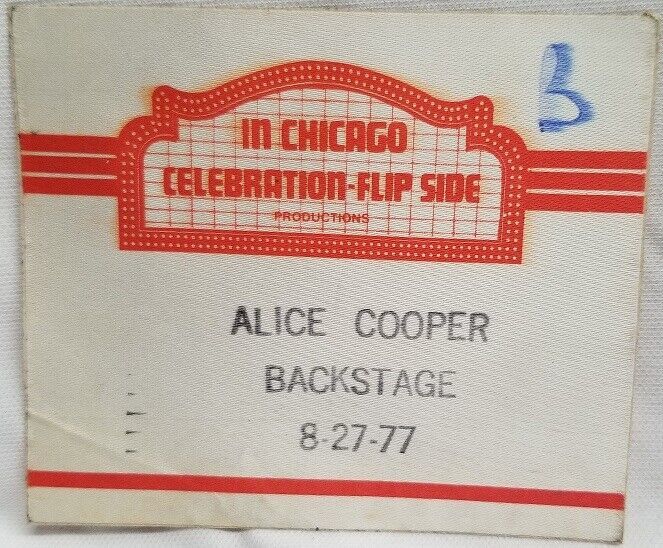 B
IN CHICAGO
CELEBRATION-FLIP SIDE
PRODUCTIONS
ALICE COOPER
BACKSTAGE
8-27-77